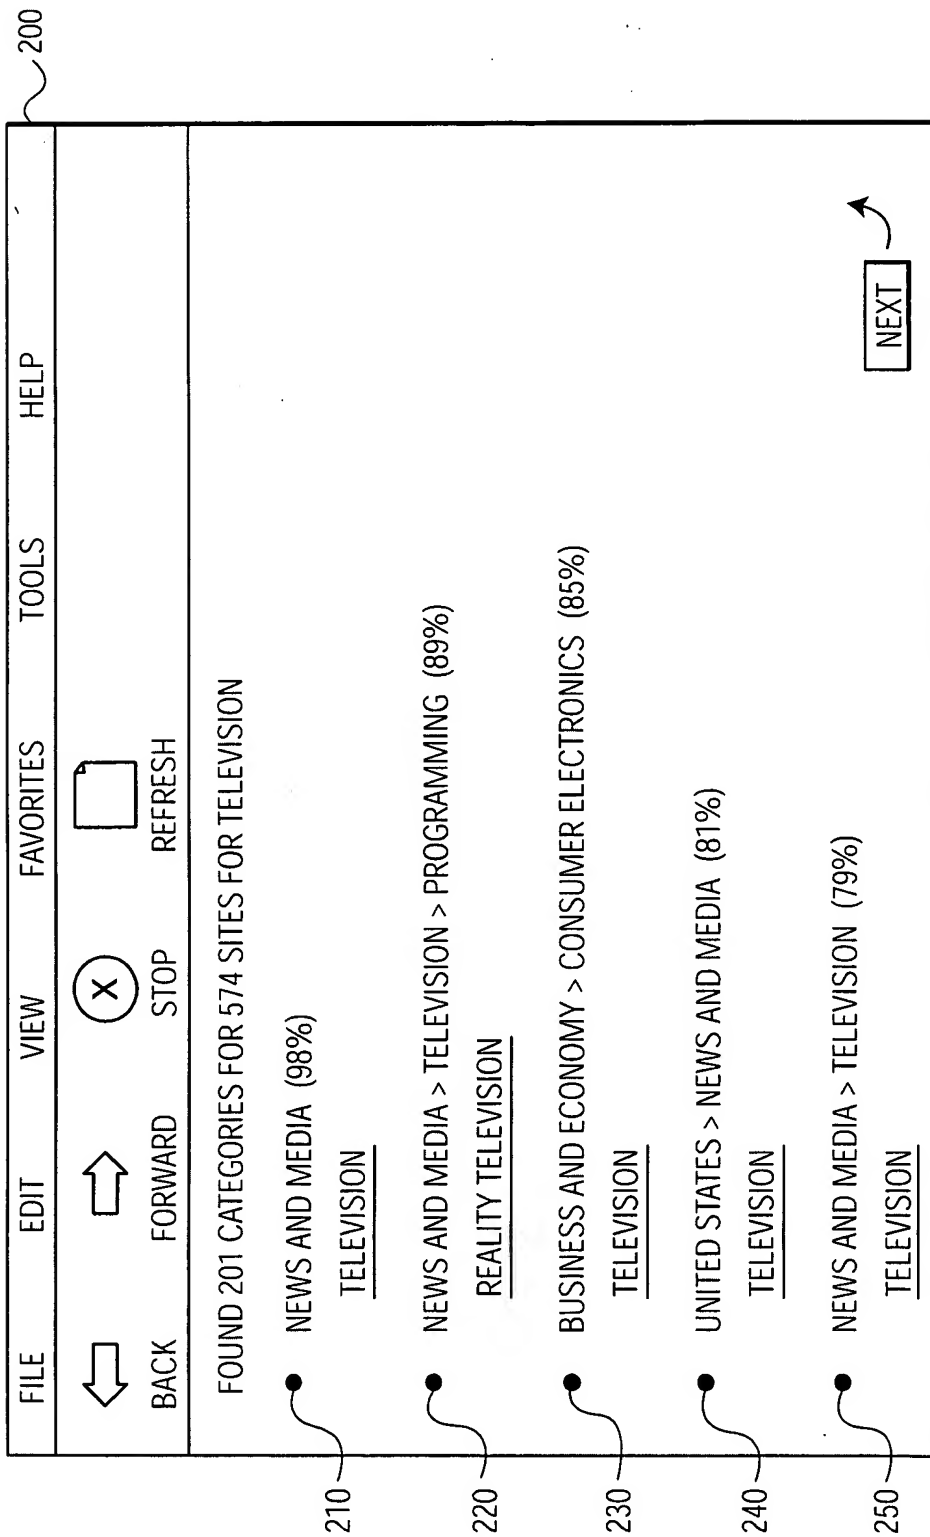 200
FILE EDIT VIEW FAVORITES TOOLS HELP
X
BACK FORWARD STOP REFRESH
FOUND 201 CATEGORIES FOR 574 SITES FOR TELEVISION
210 NEWS AND MEDIA (98%)
TELEVISION
220 NEWS AND MEDIA > TELEVISION > PROGRAMMING (89%)
REALITY TELEVISION
230 BUSINESS AND ECONOMY > CONSUMER ELECTRONICS (85%)
TELEVISION
240 UNITED STATES > NEWS AND MEDIA (81%)
TELEVISION
250 NEWS AND MEDIA > TELEVISION (79%)
TELEVISION
NEXT